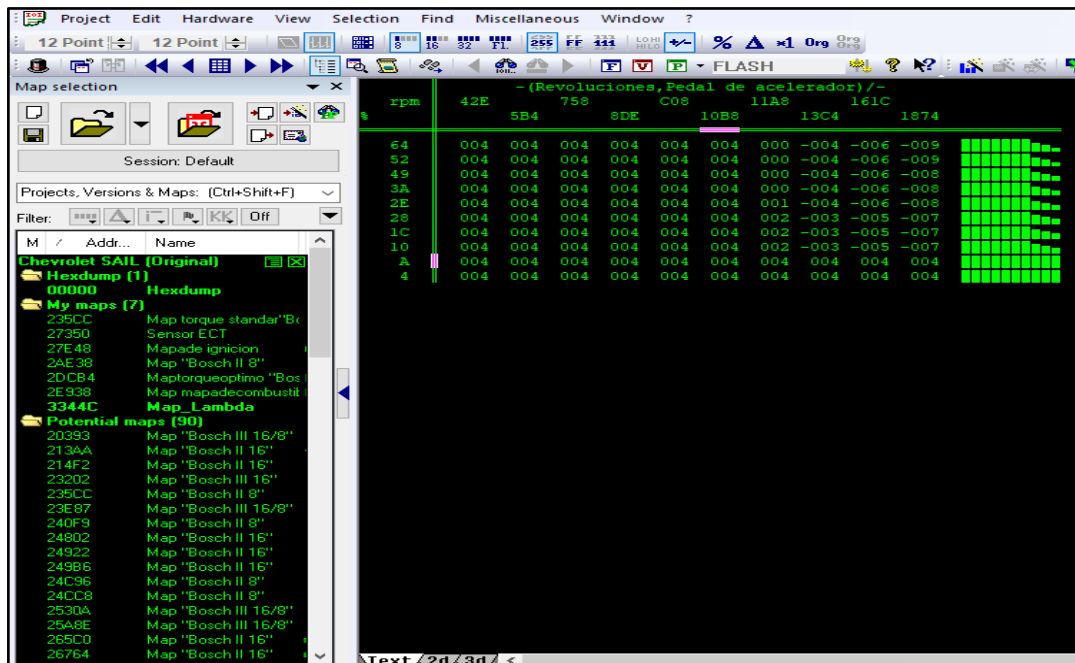 Project Edit Hardware View Selection Find Miscellaneous Window ?
12 Point 12 Point 8 16 32 Fl. 255 FF 111 LOHI HILO +/- % Δ ×1 Org Org
F V P FLASH ?
Map selection
Session: Default
Projects, Versions & Maps: (Ctrl+Shift+F)
Filter: KK Off
M / Addr... Name
Chevrolet SAIL (Original)
Hexdump (1)
00000 Hexdump
My maps (7)
235CC Map torque standar"Bo
27350 Sensor ECT
27E48 Mapade ignicion
2AE38 Map "Bosch II 8"
2DCB4 Maptorqueoptimo "Bos
2E938 Map mapadecombustit
3344C Map_Lambda
Potential maps (90)
20393 Map "Bosch III 16/8"
213AA Map "Bosch II 16"
214F2 Map "Bosch II 16"
23202 Map "Bosch III 16"
235CC Map "Bosch II 8"
23E87 Map "Bosch III 16/8"
240F9 Map "Bosch II 8"
24802 Map "Bosch II 16"
24922 Map "Bosch II 16"
249B6 Map "Bosch II 16"
24C96 Map "Bosch II 8"
24CC8 Map "Bosch II 8"
2530A Map "Bosch III 16/8"
25A8E Map "Bosch III 16/8"
265C0 Map "Bosch II 16"
26764 Map "Bosch II 16"
-(Revoluciones,Pedal de acelerador)/-
rpm 42E 758 C08 11A8 161C
% 5B4 8DE 10B8 13C4 1874
64 004 004 004 004 004 004 000 -004 -006 -009
52 004 004 004 004 004 004 000 -004 -006 -009
49 004 004 004 004 004 004 000 -004 -006 -008
3A 004 004 004 004 004 004 000 -004 -006 -008
2E 004 004 004 004 004 004 001 -004 -006 -008
28 004 004 004 004 004 004 002 -003 -005 -007
1C 004 004 004 004 004 004 002 -003 -005 -007
10 004 004 004 004 004 004 002 -003 -005 -007
A 004 004 004 004 004 004 004 004 004 004
4 004 004 004 004 004 004 004 004 004 004
Text 2d 3d